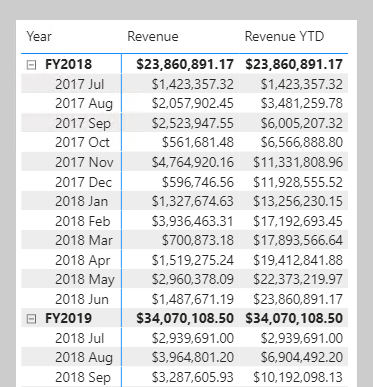 Year Revenue Revenue YTD
FY2018 $23,860,891.17 $23,860,891.17
2017 Jul $1,423,357.32 $1,423,357.32
2017 Aug $2,057,902.45 $3,481,259.78
2017 Sep $2,523,947.55 $6,005,207.32
2017 Oct $561,681.48 $6,566,888.80
2017 Nov $4,764,920.16 $11,331,808.96
2017 Dec $596,746.56 $11,928,555.52
2018 Jan $1,327,674.63 $13,256,230.15
2018 Feb $3,936,463.31 $17,192,693.45
2018 Mar $700,873.18 $17,893,566.64
2018 Apr $1,519,275.24 $19,412,841.88
2018 May $2,960,378.09 $22,373,219.97
2018 Jun $1,487,671.19 $23,860,891.17
FY2019 $34,070,108.50 $34,070,108.50
2018 Jul $2,939,691.00 $2,939,691.00
2018 Aug $3,964,801.20 $6,904,492.20
2018 Sep $3,287,605.93 $10,192,098.13